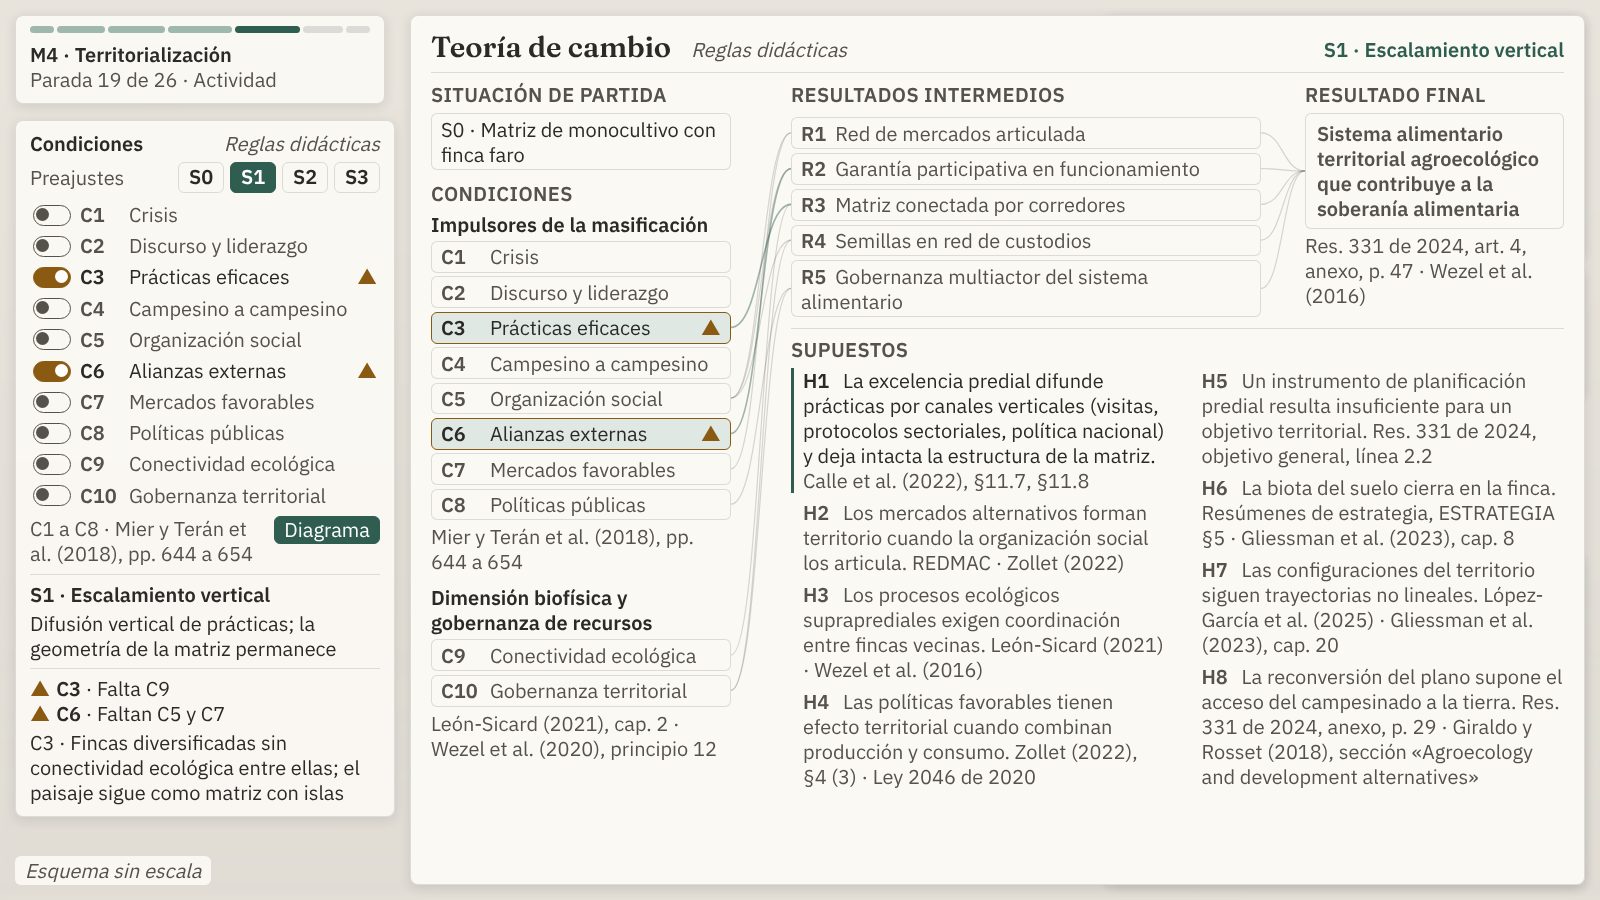 M4 · Territorialización
Parada 19 de 26 · Actividad
Condiciones
Reglas didácticas
Preajustes
S0
S1
S2
S3
C1 Crisis
C2 Discurso y liderazgo
C3 Prácticas eficaces
C4 Campesino a campesino
C5 Organización social
C6 Alianzas externas
C7 Mercados favorables
C8 Políticas públicas
C9 Conectividad ecológica
C10 Gobernanza territorial
C1 a C8 · Mier y Terán et
al. (2018), pp. 644 a 654
Diagrama
S1 · Escalamiento vertical
Difusión vertical de prácticas; la
geometría de la matriz permanece
C3 · Falta C9
C6 · Faltan C5 y C7
C3 · Fincas diversificadas sin
conectividad ecológica entre ellas; el
paisaje sigue como matriz con islas
Esquema sin escala
Teoría de cambio
Reglas didácticas
S1 · Escalamiento vertical
SITUACIÓN DE PARTIDA
S0 · Matriz de monocultivo con
finca faro
CONDICIONES
Impulsores de la masificación
C1 Crisis
C2 Discurso y liderazgo
C3 Prácticas eficaces
C4 Campesino a campesino
C5 Organización social
C6 Alianzas externas
C7 Mercados favorables
C8 Políticas públicas
Mier y Terán et al. (2018), pp.
644 a 654
Dimensión biofísica y
gobernanza de recursos
C9 Conectividad ecológica
C10 Gobernanza territorial
León-Sicard (2021), cap. 2 ·
Wezel et al. (2020), principio 12
RESULTADOS INTERMEDIOS
R1 Red de mercados articulada
R2 Garantía participativa en funcionamiento
R3 Matriz conectada por corredores
R4 Semillas en red de custodios
R5 Gobernanza multiactor del sistema
alimentario
RESULTADO FINAL
Sistema alimentario
territorial agroecológico
que contribuye a la
soberanía alimentaria
Res. 331 de 2024, art. 4,
anexo, p. 47 · Wezel et al.
(2016)
SUPUESTOS
H1 La excelencia predial difunde
prácticas por canales verticales (visitas,
protocolos sectoriales, política nacional)
y deja intacta la estructura de la matriz.
Calle et al. (2022), §11.7, §11.8
H2 Los mercados alternativos forman
territorio cuando la organización social
los articula. REDMAC · Zollet (2022)
H3 Los procesos ecológicos
supraprediales exigen coordinación
entre fincas vecinas. León-Sicard (2021)
· Wezel et al. (2016)
H4 Las políticas favorables tienen
efecto territorial cuando combinan
producción y consumo. Zollet (2022),
§4 (3) · Ley 2046 de 2020
H5 Un instrumento de planificación
predial resulta insuficiente para un
objetivo territorial. Res. 331 de 2024,
objetivo general, línea 2.2
H6 La biota del suelo cierra en la finca.
Resúmenes de estrategia, ESTRATEGIA
§5 · Gliessman et al. (2023), cap. 8
H7 Las configuraciones del territorio
siguen trayectorias no lineales. López-
García et al. (2025) · Gliessman et al.
(2023), cap. 20
H8 La reconversión del plano supone el
acceso del campesinado a la tierra. Res.
331 de 2024, anexo, p. 29 · Giraldo y
Rosset (2018), sección «Agroecology
and development alternatives»